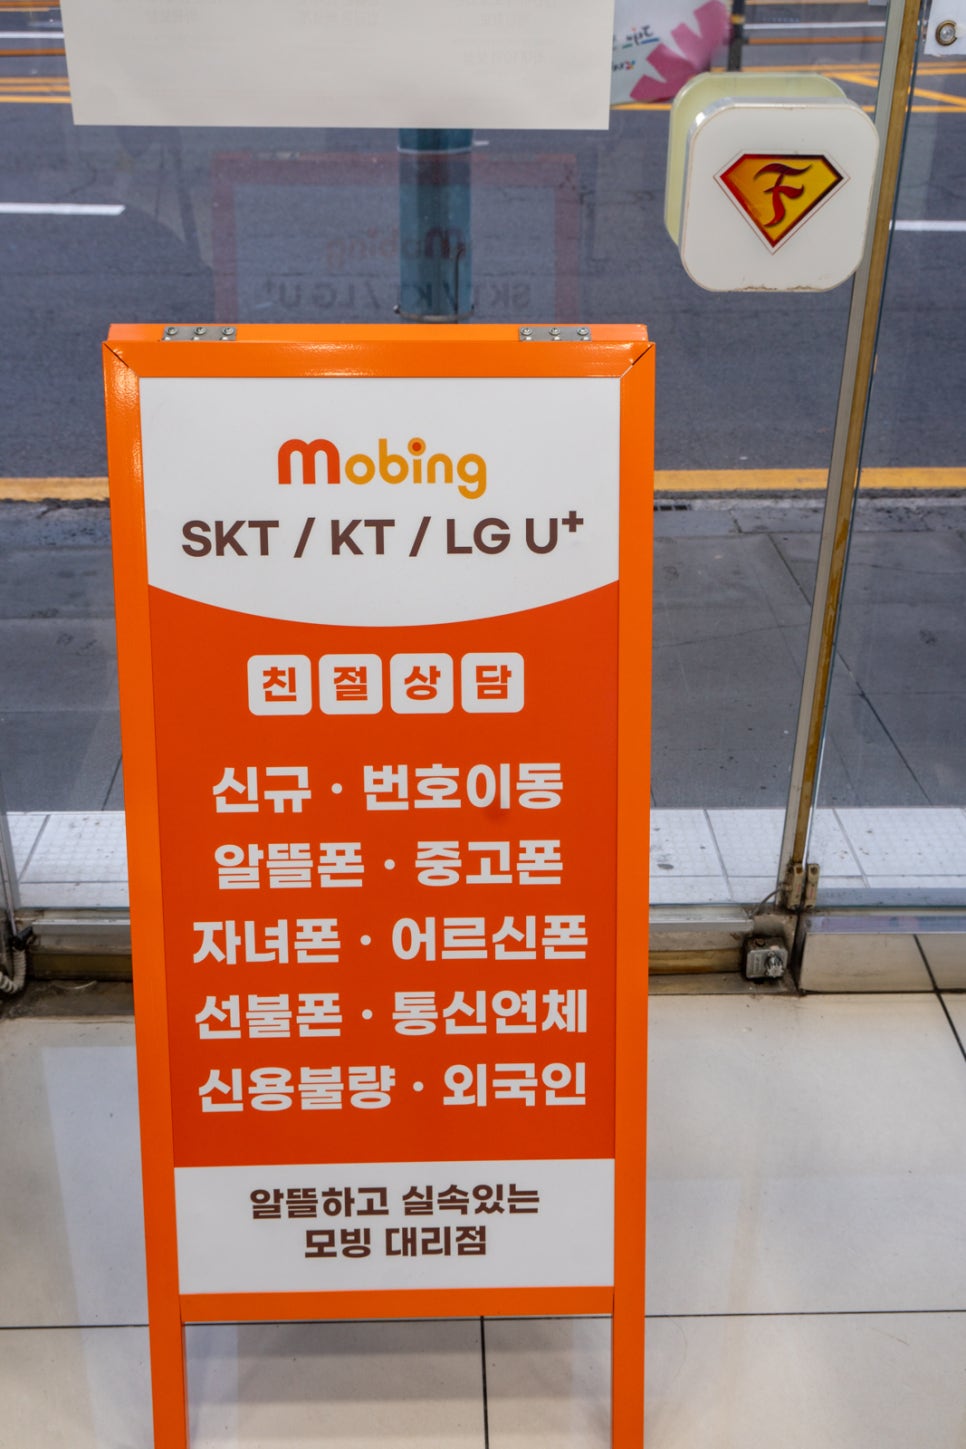 F
mobing
SKT / KT / LG U⁺
친절상담
신규 · 번호이동
알뜰폰 · 중고폰
자녀폰 · 어르신폰
선불폰 · 통신연체
신용불량 · 외국인
알뜰하고 실속있는
모빙 대리점